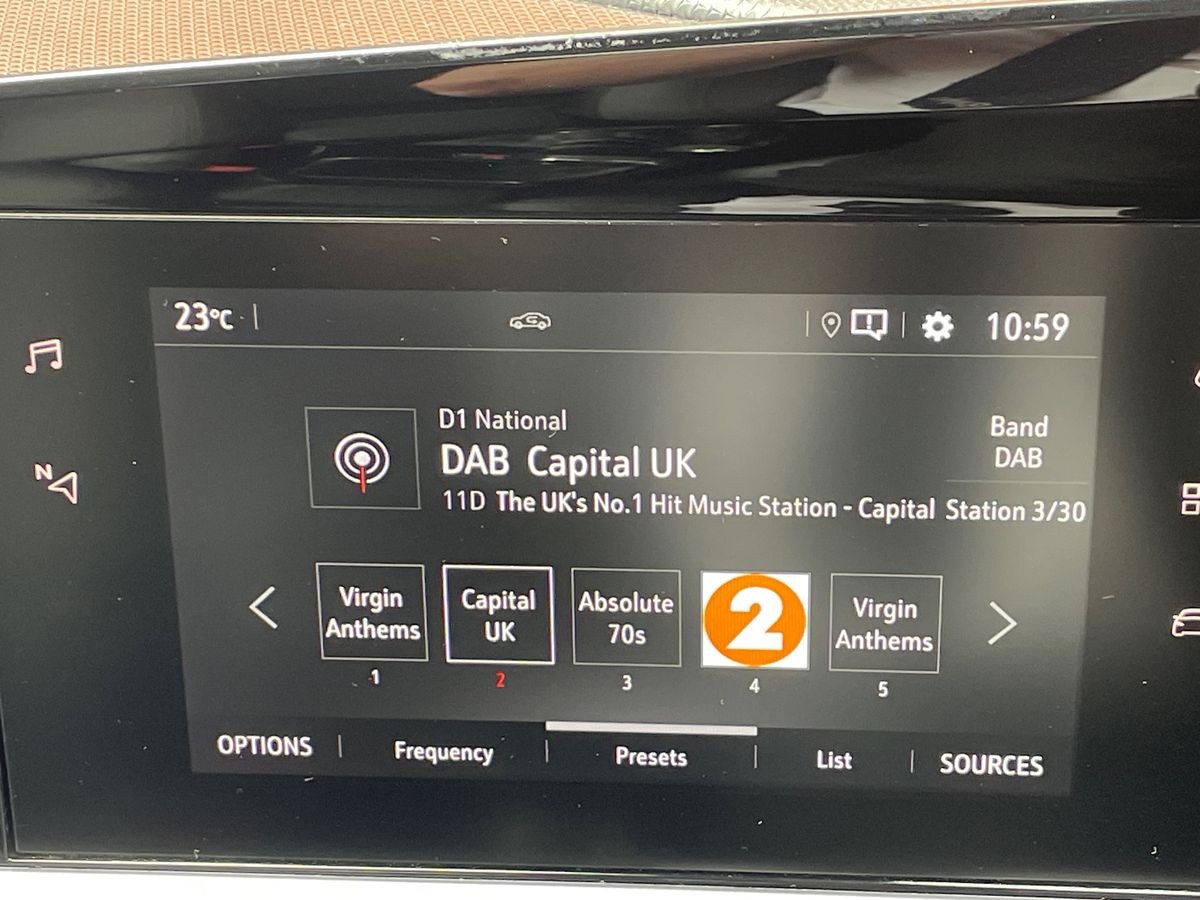 23°C
10:59
N
D1 National
DAB Capital UK
11D The UK's No.1 Hit Music Station - Capital
Band
DAB
Station 3/30
Virgin
Anthems
Capital
UK
Absolute
70s
2
Virgin
Anthems
1
2
3
4
5
OPTIONS
Frequency
Presets
List
SOURCES